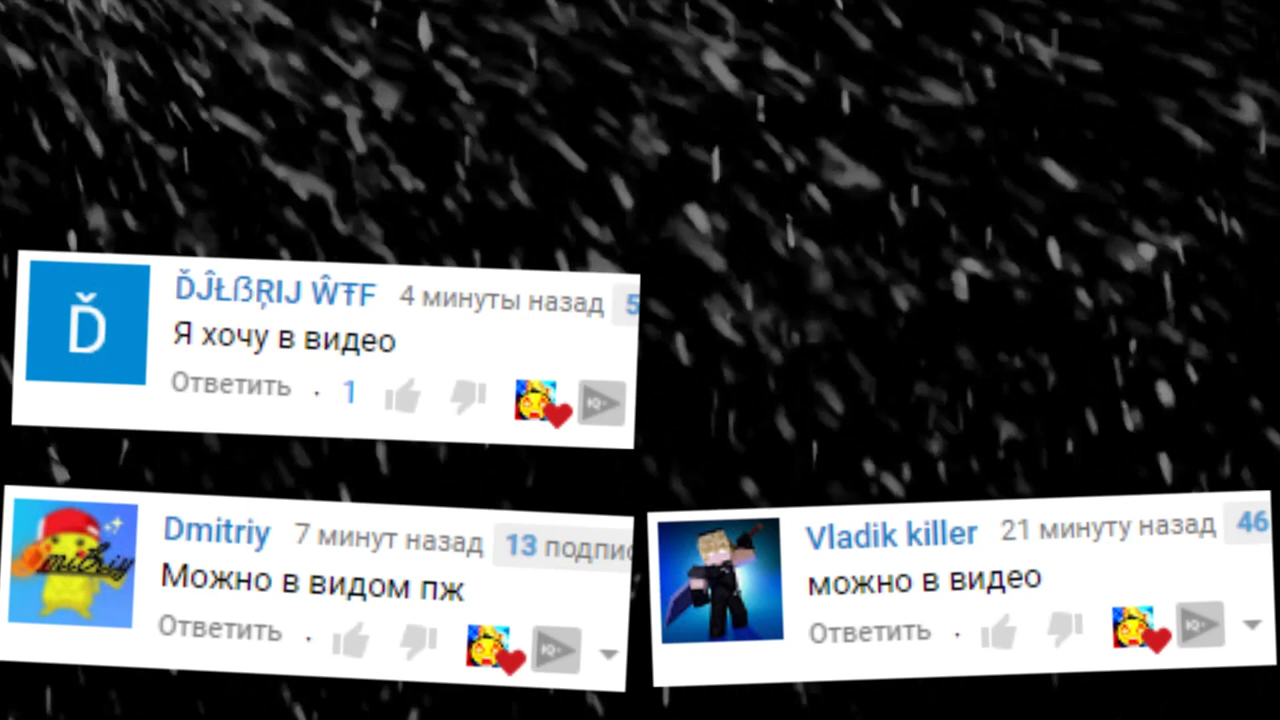 Ď
ĎĴŁẞŖIJ ŴŦF 4 минуты назад 5
Я хочу в видео
Ответить · 1
Dmitriy 7 минут назад 13 подпис
Можно в видом пж
Ответить ·
Vladik killer 21 минуту назад 46
можно в видео
Ответить ·